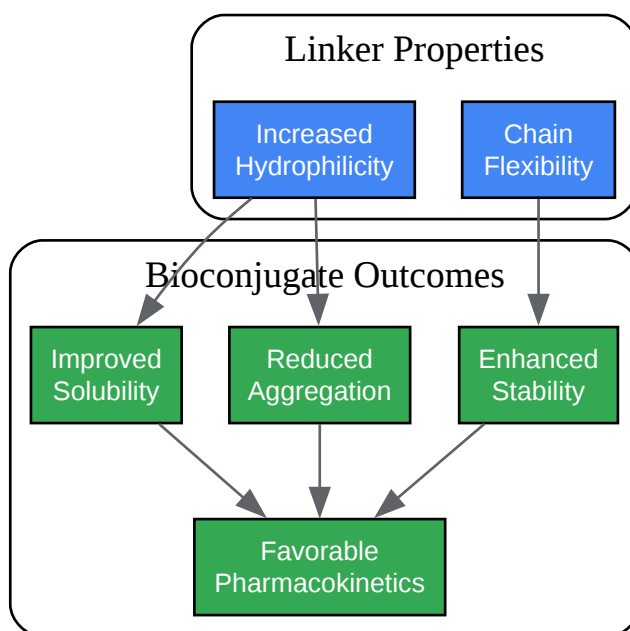 Linker Properties
Increased
Hydrophilicity
Chain
Flexibility
Bioconjugate Outcomes
Improved
Solubility
Reduced
Aggregation
Enhanced
Stability
Favorable
Pharmacokinetics